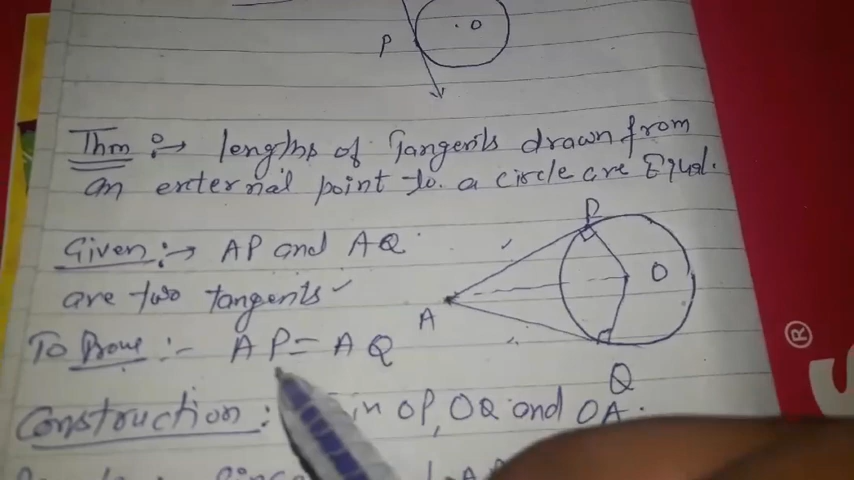 P
O
Thm :→ lengths of Tangents drawn from
an external point to a circle are Equal.
Given :→ AP and AQ
are two tangents
P
O
A
Q
To Prove :- AP = AQ
Construction : in OP, OQ and OA.
®